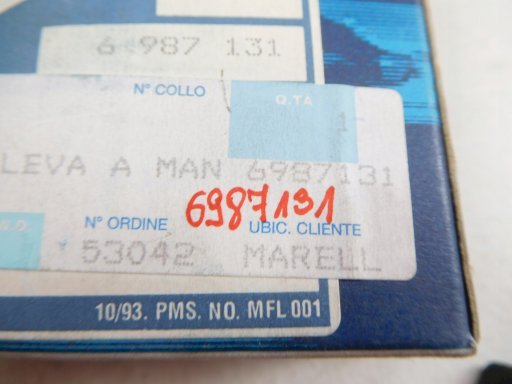 6 987 131
N° COLLO
Q.TA
1
LEVA A MAN 6987131
6987131
N° ORDINE
UBIC. CLIENTE
53042 MARELL
10/93. PMS. NO. MFL 001